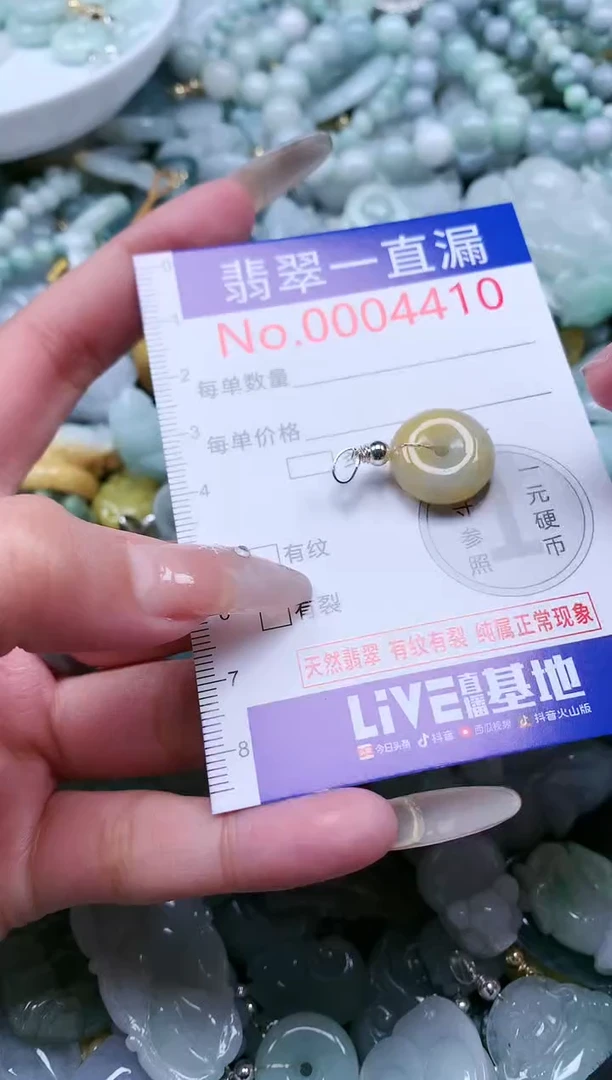 翡翠一直漏
No.0004410
每单数量
每单价格
一元硬币
参照
1
有纹
有裂
天然翡翠 有纹有裂 纯属正常现象
LiVE直播基地
今日头条 抖音 西瓜视频 抖音火山版
0
1
2
3
4
6
7
8